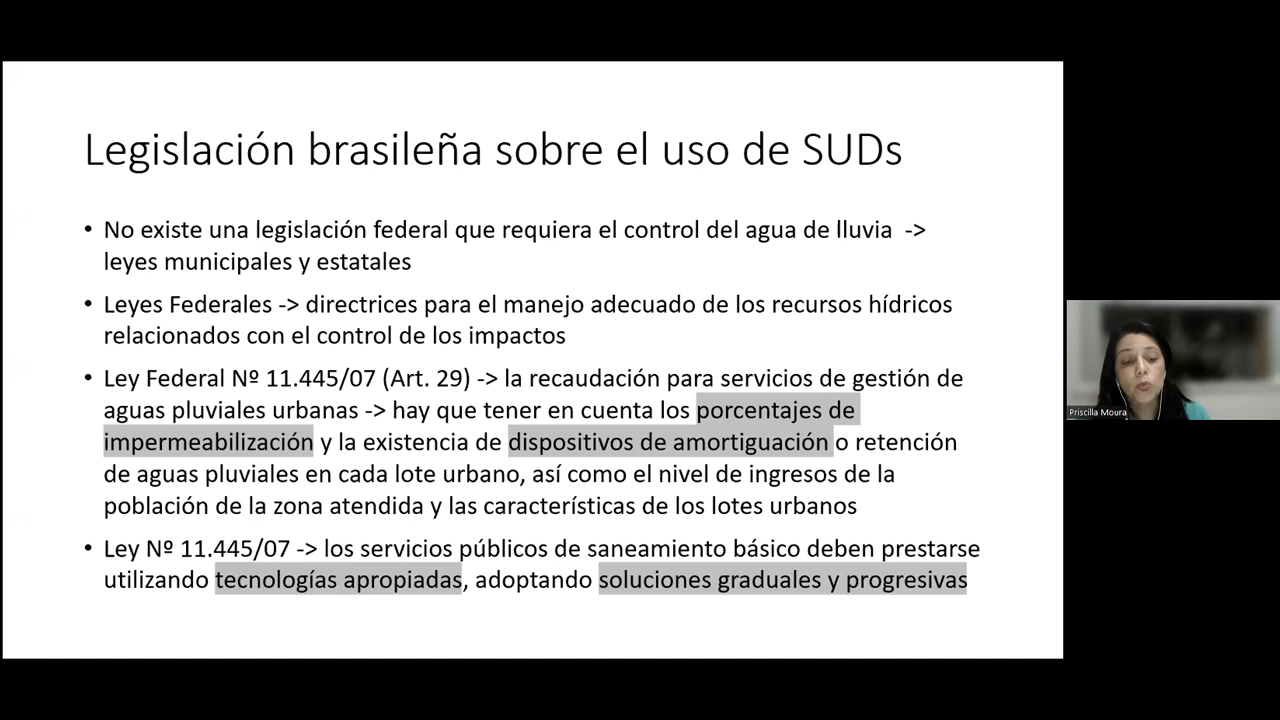 Legislación brasileña sobre el uso de SUDs
• No existe una legislación federal que requiera el control del agua de lluvia ->
leyes municipales y estatales
• Leyes Federales -> directrices para el manejo adecuado de los recursos hídricos
relacionados con el control de los impactos
• Ley Federal Nº 11.445/07 (Art. 29) -> la recaudación para servicios de gestión de
aguas pluviales urbanas -> hay que tener en cuenta los porcentajes de
impermeabilización y la existencia de dispositivos de amortiguación o retención
de aguas pluviales en cada lote urbano, así como el nivel de ingresos de la
población de la zona atendida y las características de los lotes urbanos
• Ley Nº 11.445/07 -> los servicios públicos de saneamiento básico deben prestarse
utilizando tecnologías apropiadas, adoptando soluciones graduales y progresivas
Priscilla Moura